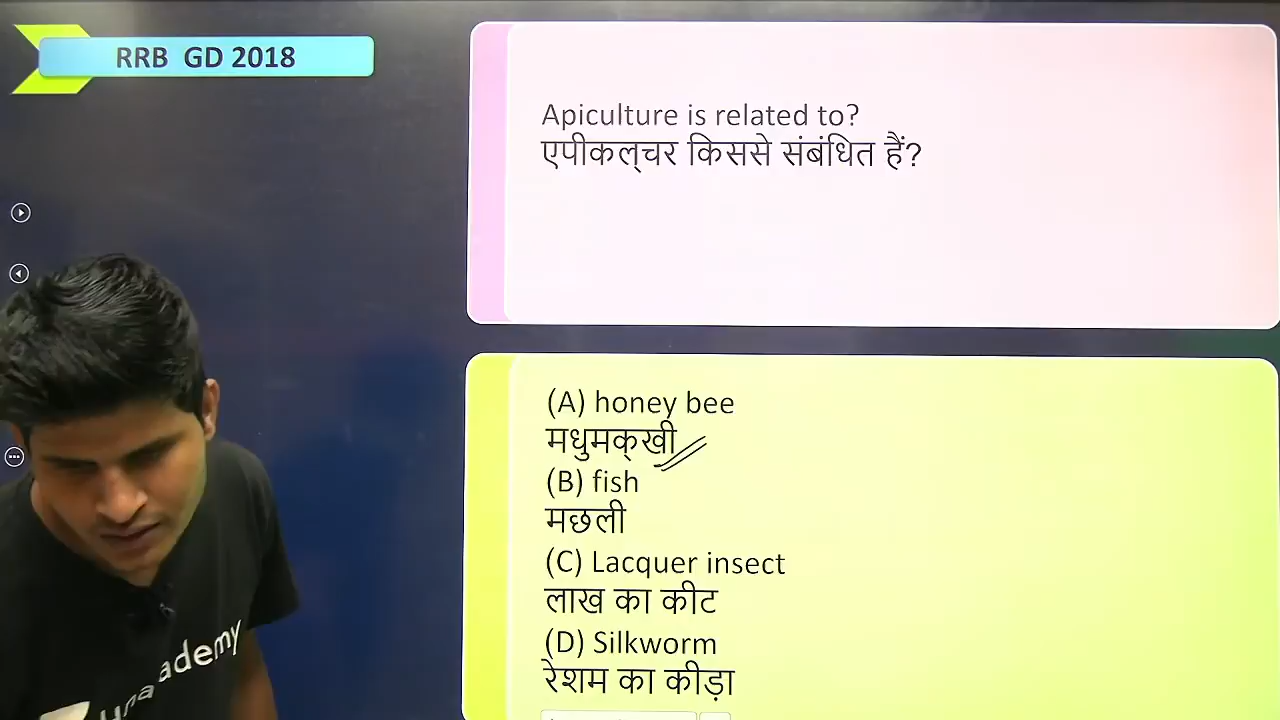 RRB GD 2018
Apiculture is related to?
एपीकल्चर किससे संबंधित हैं?
(A) honey bee
मधुमक्खी
(B) fish
मछली
(C) Lacquer insect
लाख का कीट
(D) Silkworm
रेशम का कीड़ा
unacademy